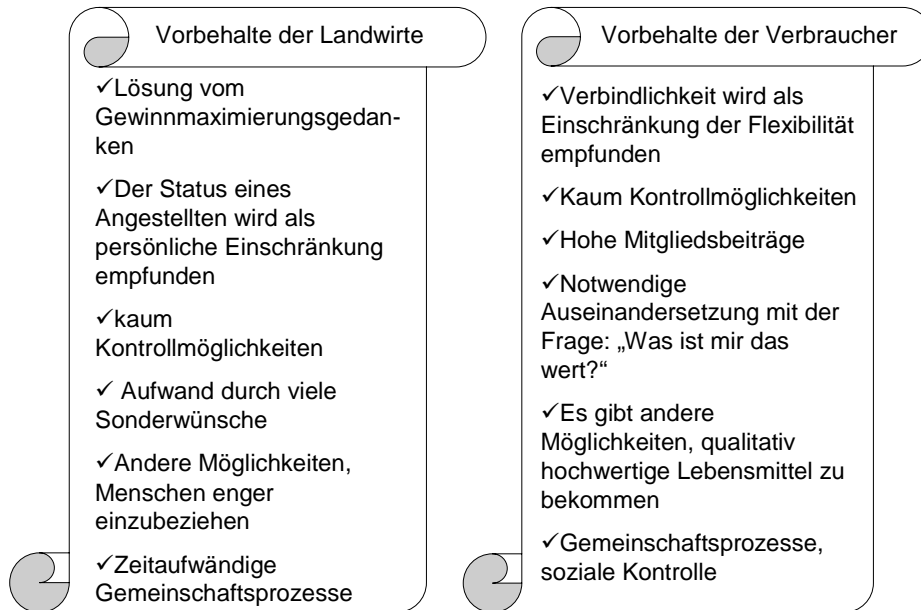 Vorbehalte der Landwirte
✓Lösung vom
Gewinnmaximierungsgedan-
ken
✓Der Status eines
Angestellten wird als
persönliche Einschränkung
empfunden
✓kaum
Kontrollmöglichkeiten
✓ Aufwand durch viele
Sonderwünsche
✓Andere Möglichkeiten,
Menschen enger
einzubeziehen
✓Zeitaufwändige
Gemeinschaftsprozesse
Vorbehalte der Verbraucher
✓Verbindlichkeit wird als
Einschränkung der Flexibilität
empfunden
✓Kaum Kontrollmöglichkeiten
✓Hohe Mitgliedsbeiträge
✓Notwendige
Auseinandersetzung mit der
Frage: „Was ist mir das
wert?“
✓Es gibt andere
Möglichkeiten, qualitativ
hochwertige Lebensmittel zu
bekommen
✓Gemeinschaftsprozesse,
soziale Kontrolle